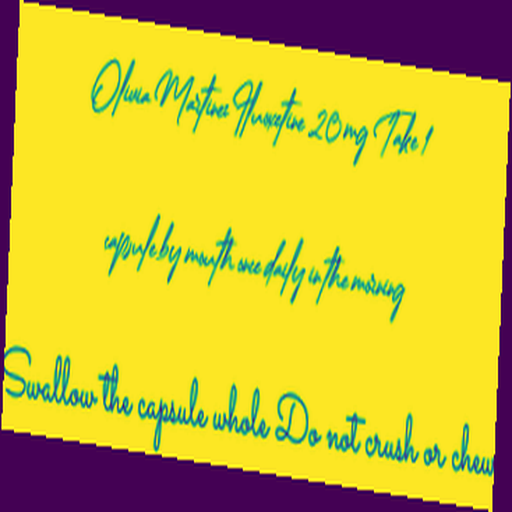 Olivia Martinez Fluoxetine 20mg Take 1
capsule by mouth once daily in the morning
Swallow the capsule whole Do not crush or chew